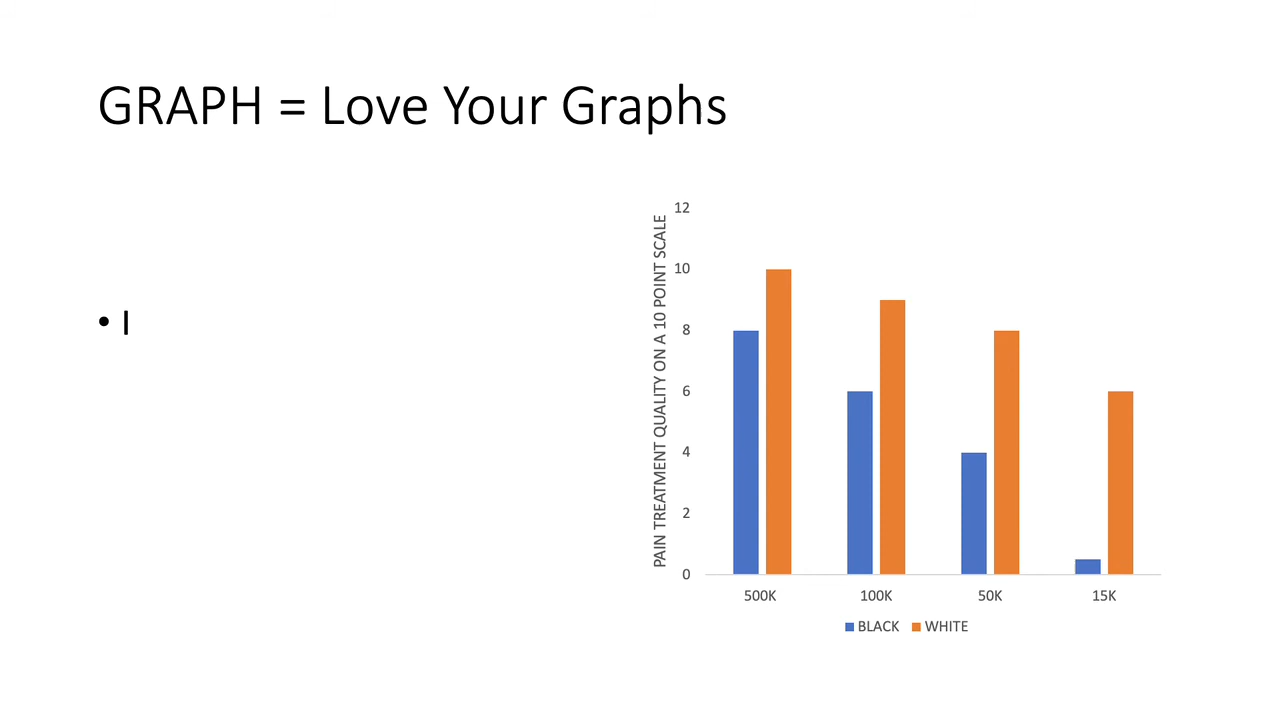 GRAPH = Love Your Graphs
• I
PAIN TREATMENT QUALITY ON A 10 POINT SCALE
12
10
8
6
4
2
0
500K 100K 50K 15K
BLACK WHITE